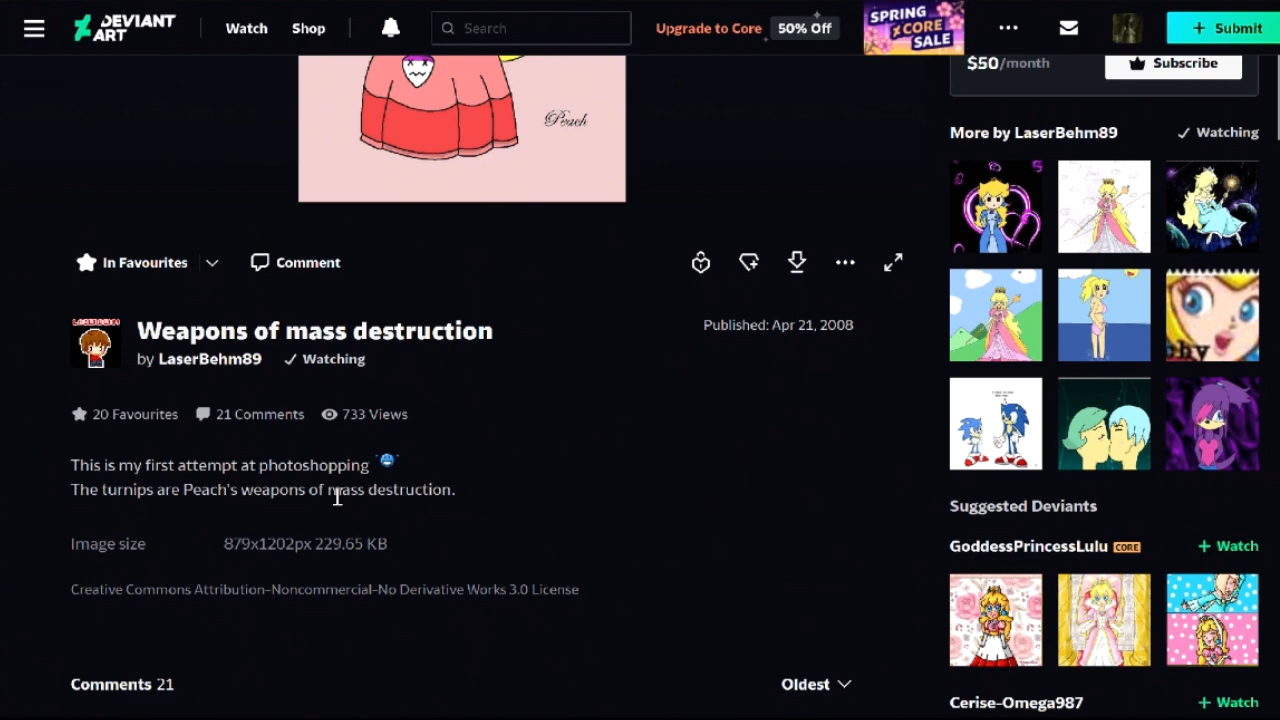 DEVIANT ART
Watch
Shop
Search
Upgrade to Core
50% Off
SPRING CORE SALE
Submit
$50/month
Subscribe
Peach
More by LaserBehm89
Watching
In Favourites
Comment
Weapons of mass destruction
by LaserBehm89
Watching
Published: Apr 21, 2008
20 Favourites
21 Comments
733 Views
This is my first attempt at photoshopping
The turnips are Peach's weapons of mass destruction.
Image size
879x1202px 229.65 KB
Creative Commons Attribution-Noncommercial-No Derivative Works 3.0 License
Suggested Deviants
GoddessPrincessLulu CORE
+ Watch
Cerise-Omega987
+ Watch
Comments 21
Oldest